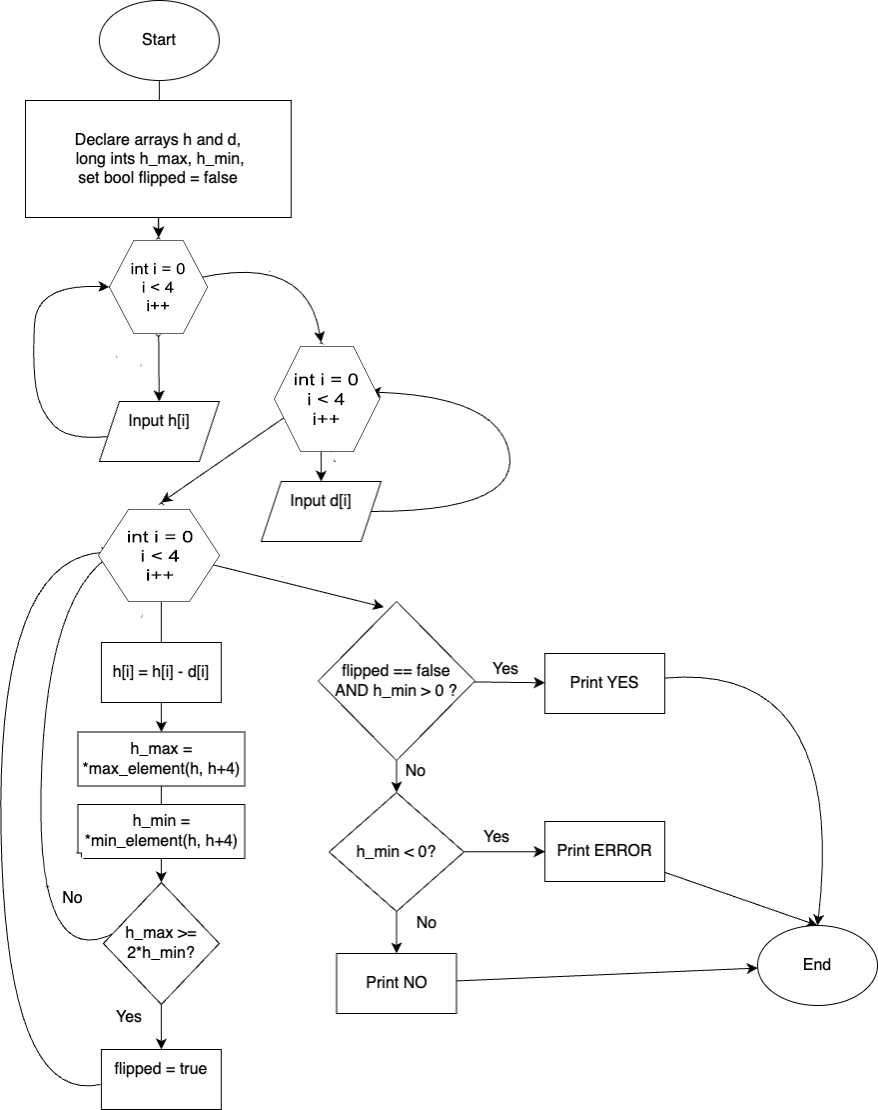 Start
Declare arrays h and d,
long ints h_max, h_min,
set bool flipped = false
int i = 0
i < 4
i++
Input h[i]
int i = 0
i < 4
i++
Input d[i]
int i = 0
i < 4
i++
h[i] = h[i] - d[i]
h_max =
*max_element(h, h+4)
h_min =
*min_element(h, h+4)
h_max >=
2*h_min?
No
Yes
flipped = true
flipped == false
AND h_min > 0 ?
Yes
Print YES
No
h_min < 0?
Yes
Print ERROR
No
Print NO
End